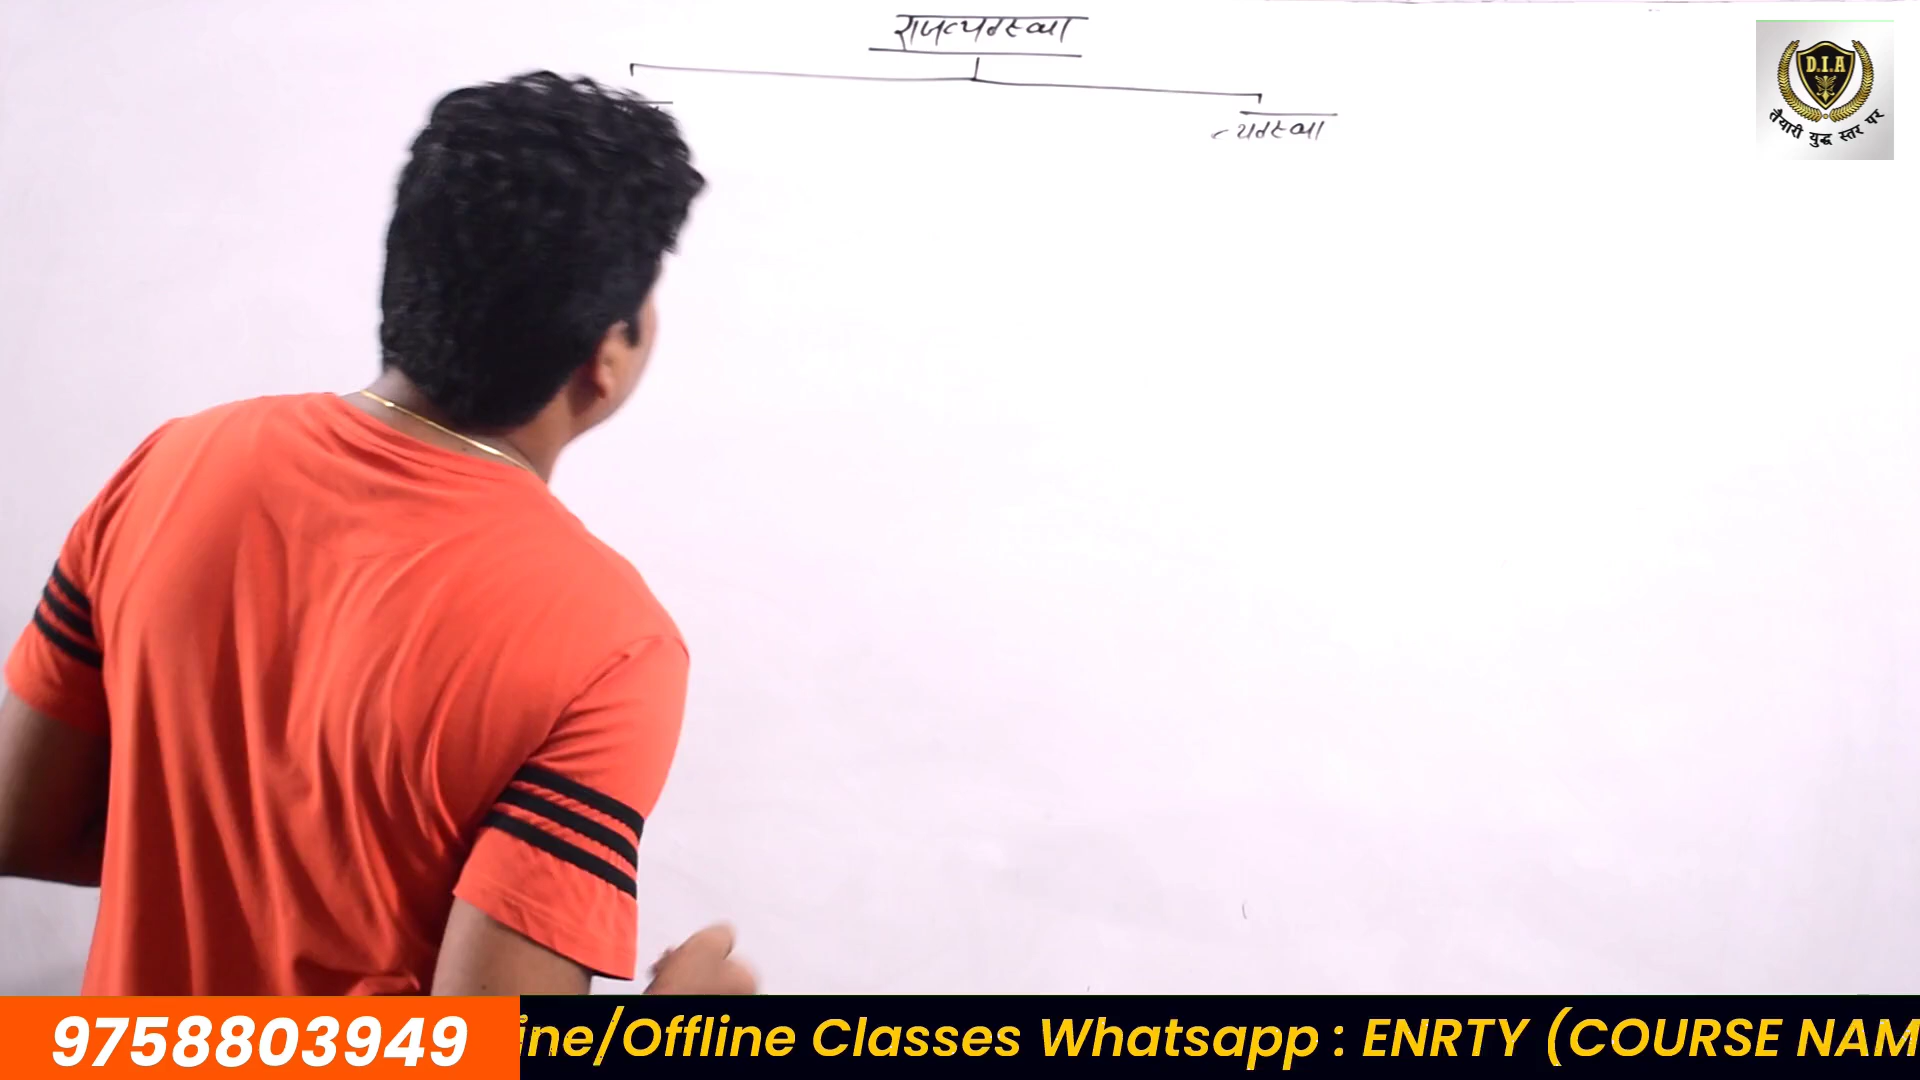 राजव्यवस्था
व्यवस्था
D.I.A
तैयारी युद्ध स्तर पर
9758803949
ine/Offline Classes Whatsapp : ENRTY (COURSE NAM